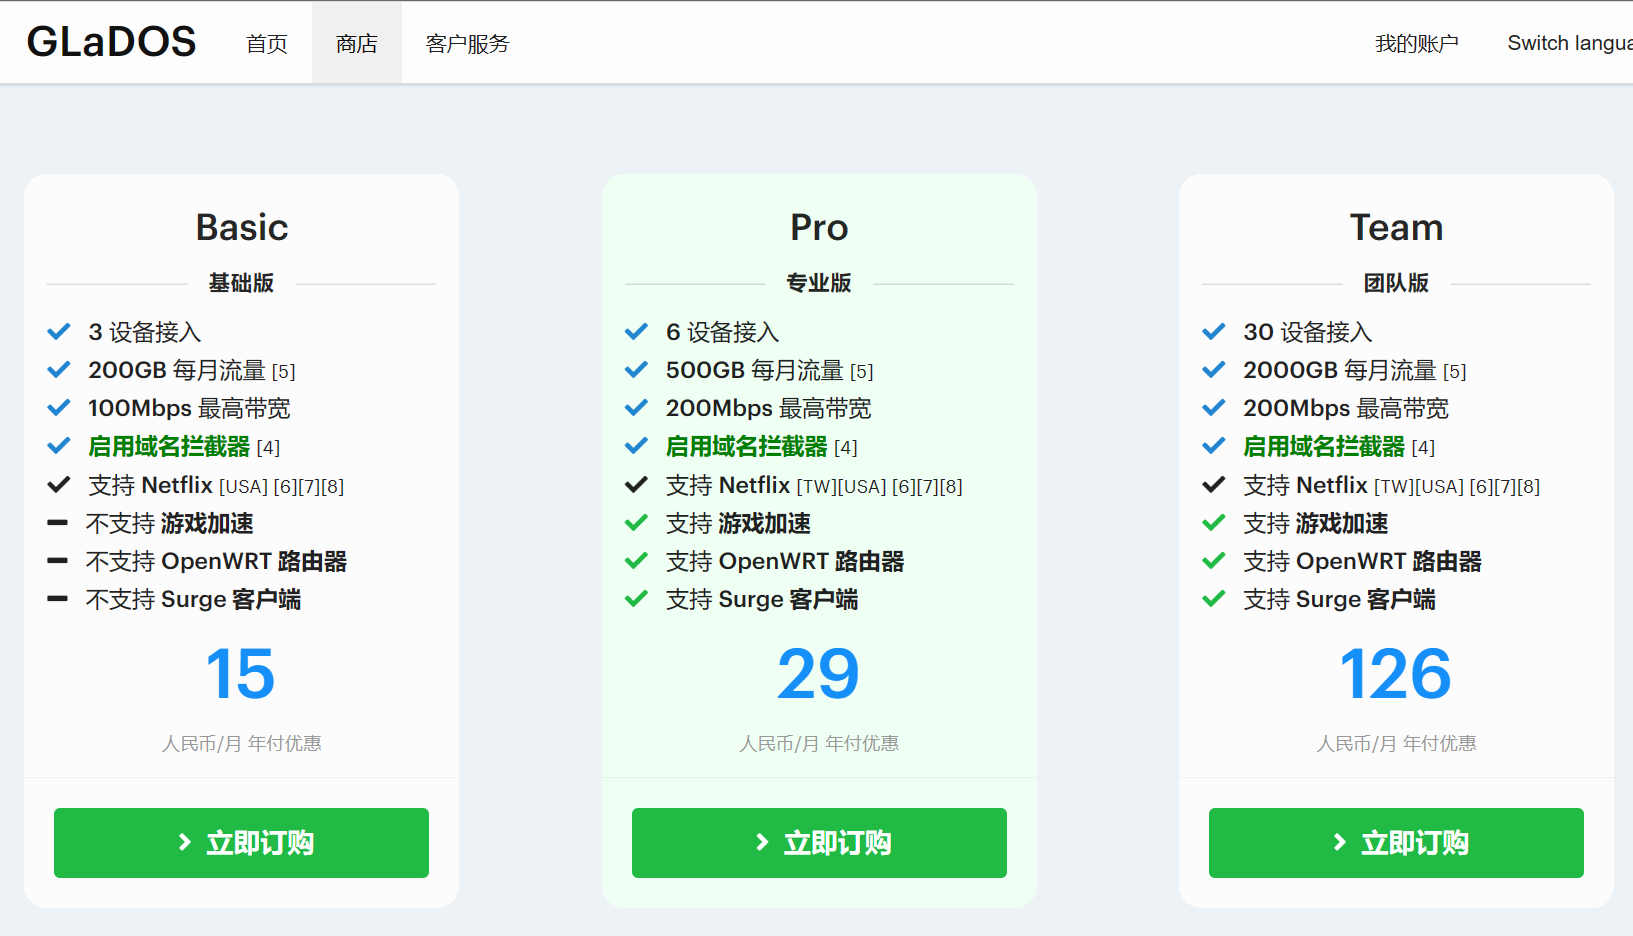 GLaDOS 首页 商店 客户服务 我的账户 Switch langua
Basic
基础版
3 设备接入
200GB 每月流量 [5]
100Mbps 最高带宽
启用域名拦截器 [4]
支持 Netflix [USA] [6][7][8]
不支持 游戏加速
不支持 OpenWRT 路由器
不支持 Surge 客户端
15
人民币/月 年付优惠
立即订购
Pro
专业版
6 设备接入
500GB 每月流量 [5]
200Mbps 最高带宽
启用域名拦截器 [4]
支持 Netflix [TW][USA] [6][7][8]
支持 游戏加速
支持 OpenWRT 路由器
支持 Surge 客户端
29
人民币/月 年付优惠
立即订购
Team
团队版
30 设备接入
2000GB 每月流量 [5]
200Mbps 最高带宽
启用域名拦截器 [4]
支持 Netflix [TW][USA] [6][7][8]
支持 游戏加速
支持 OpenWRT 路由器
支持 Surge 客户端
126
人民币/月 年付优惠
立即订购